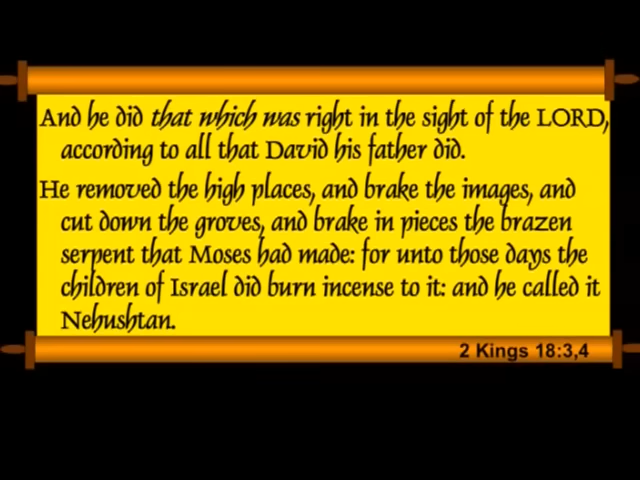 And he did that which was right in the sight of the LORD,
according to all that David his father did.
He removed the high places, and brake the images, and
cut down the groves, and brake in pieces the brazen
serpent that Moses had made: for unto those days the
children of Israel did burn incense to it: and he called it
Nehushtan.
2 Kings 18:3,4